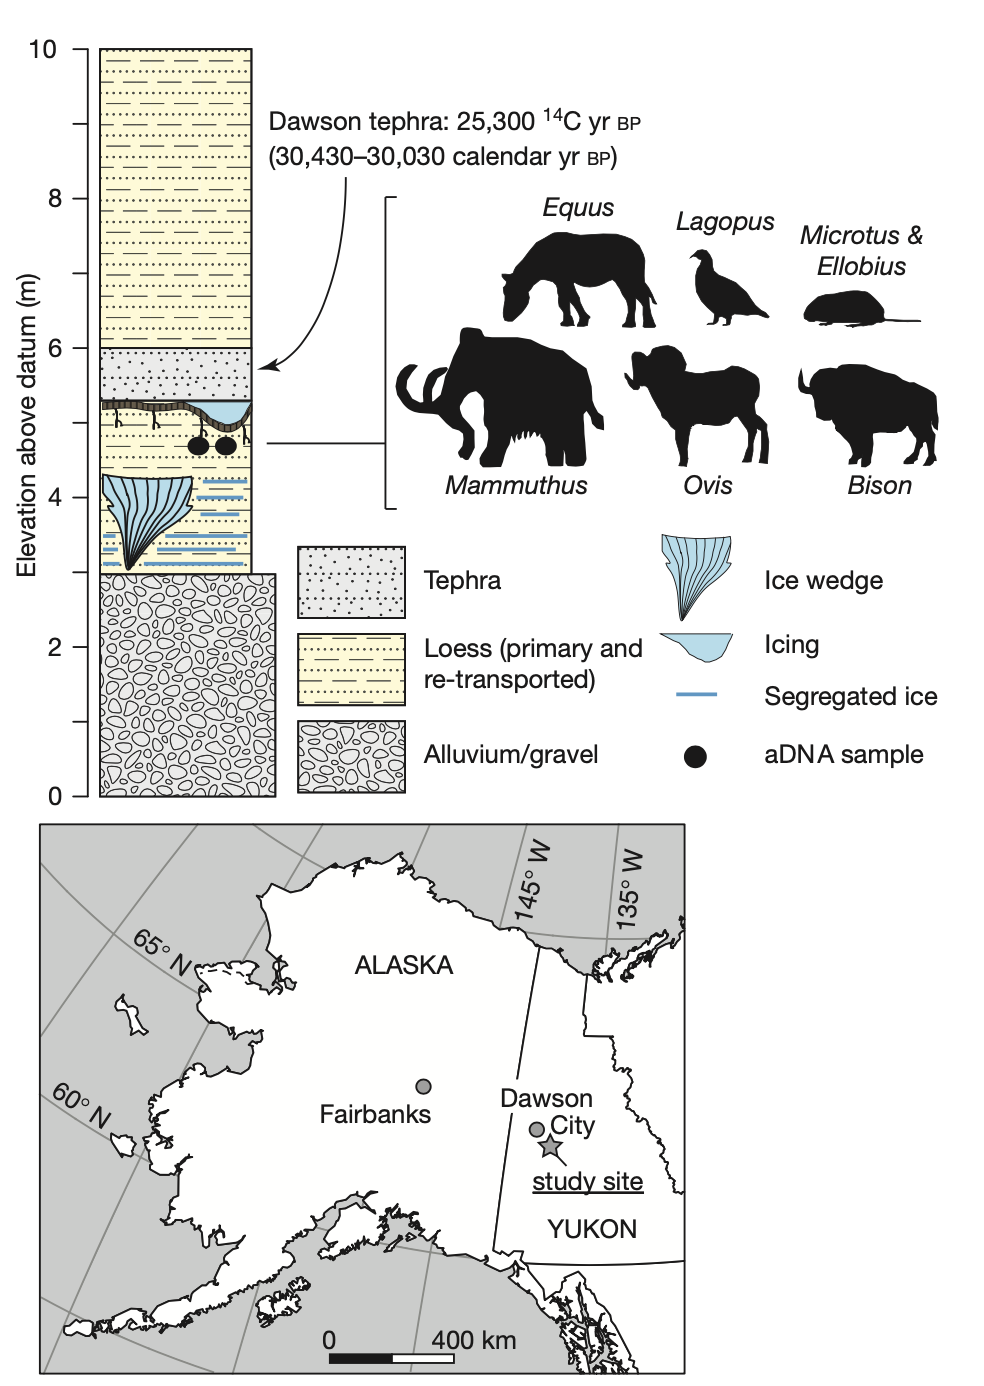 10
8
6
4
2
0
Elevation above datum (m)
Dawson tephra: 25,300 ¹⁴C yr BP
(30,430–30,030 calendar yr BP)
Equus
Lagopus
Microtus &
Ellobius
Mammuthus
Ovis
Bison
Tephra
Loess (primary and
re-transported)
Alluvium/gravel
Ice wedge
Icing
Segregated ice
aDNA sample
145° W
135° W
65° N
60° N
ALASKA
Fairbanks
Dawson
City
study site
YUKON
0 400 km